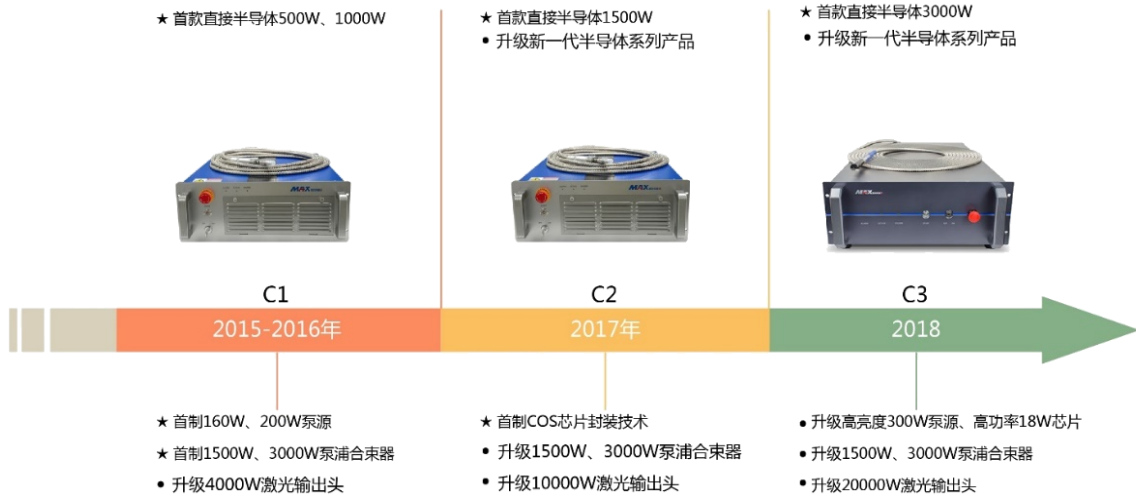 ★ 首款直接半导体500W、1000W
★ 首款直接半导体1500W
• 升级新一代半导体系列产品
★ 首款直接半导体3000W
• 升级新一代半导体系列产品
MAX
MAX
C1
C2
C3
2015-2016年
2017年
2018
★ 首制160W、200W泵源
★ 首制1500W、3000W泵浦合束器
• 升级4000W激光输出头
★ 首制COS芯片封装技术
• 升级1500W、3000W泵浦合束器
• 升级10000W激光输出头
• 升级高亮度300W泵源、高功率18W芯片
• 升级1500W、3000W泵浦合束器
• 升级20000W激光输出头